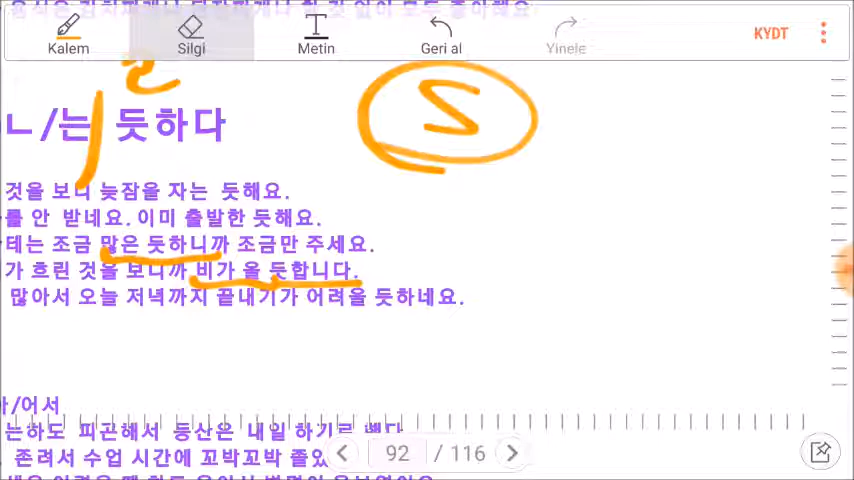 Kalem Silgi Metin Geri al Yinele KYDT
ㄴ/는 듯하다
것을 보니 늦잠을 자는 듯해요.
를 안 받네요. 이미 출발한 듯해요.
테는 조금 많은 듯하니까 조금만 주세요.
가 흐린 것을 보니까 비가 올 듯합니다.
많아서 오늘 저녁까지 끝내기가 어려울 듯하네요.
/어서
는하도 피곤해서 등산은 내일 하기로 했다
존려서 수업 시간에 꼬박꼬박 졸았
92 / 116